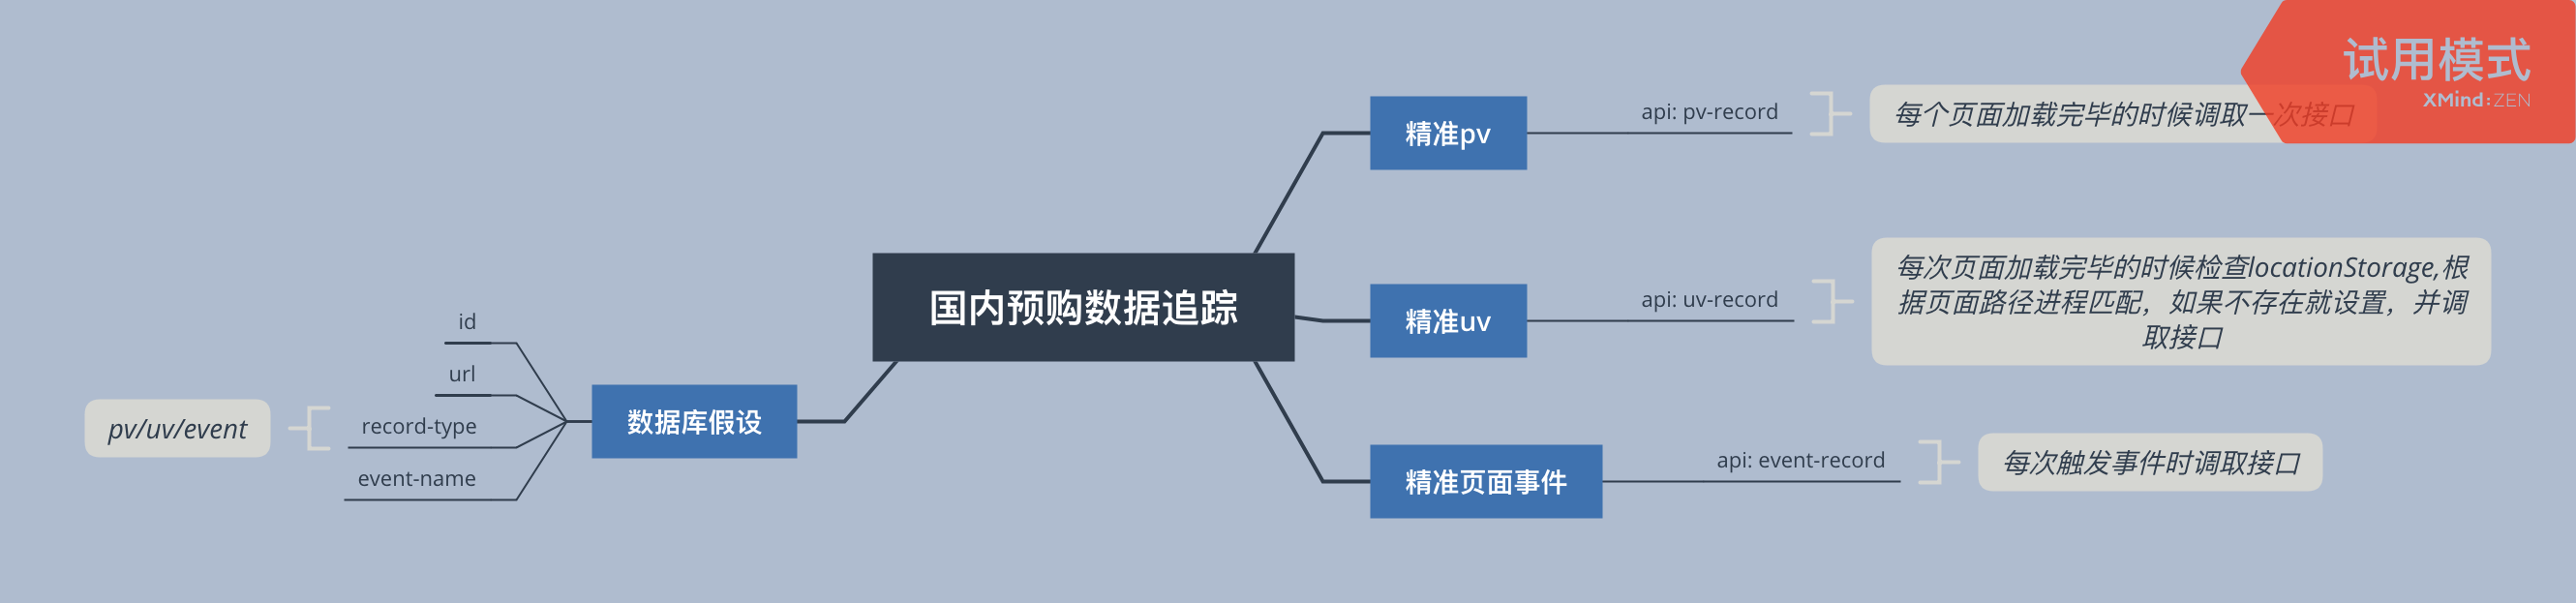 试用模式
XMind:ZEN
精准pv
api: pv-record
每个页面加载完毕的时候调取一次接口
国内预购数据追踪
精准uv
api: uv-record
每次页面加载完毕的时候检查locationStorage,根
据页面路径进程匹配，如果不存在就设置，并调
取接口
精准页面事件
api: event-record
每次触发事件时调取接口
数据库假设
id
url
record-type
pv/uv/event
event-name